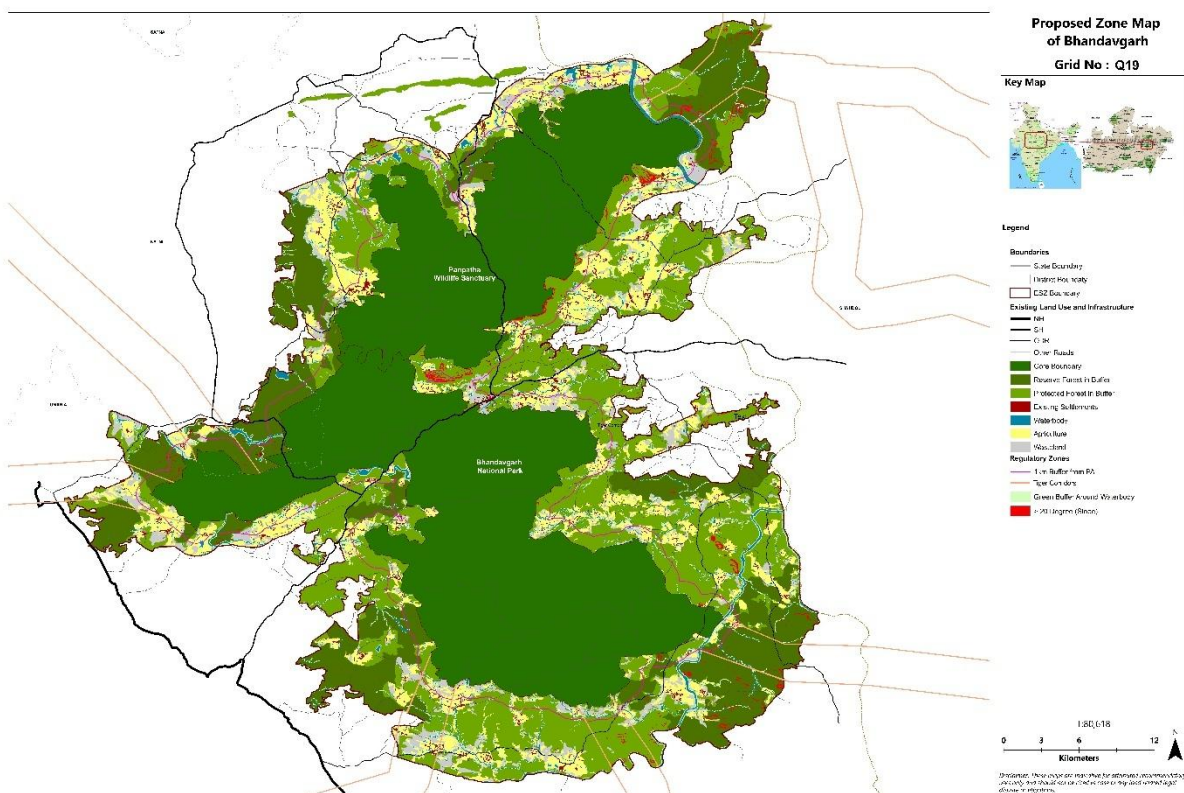 Proposed Zone Map
of Bhandavgarh
Grid No : Q19
Key Map
Panpatha
Wildlife Sanctuary
Bhandavgarh
National Park
Legend
Boundaries
State Boundary
District Boundary
ESZ Boundary
Existing Land Use and Infrastructure
NH
SH
Other Roads
Core Boundary
Reserve Forest in Buffer
Protected Forest in Buffer
Existing Settlements
Waterbody
Agriculture
Wasteland
Regulatory Zones
1km Buffer from PA
Tiger Corridors
Green Buffer Around Waterbody
0 3 6 12
Kilometers
N